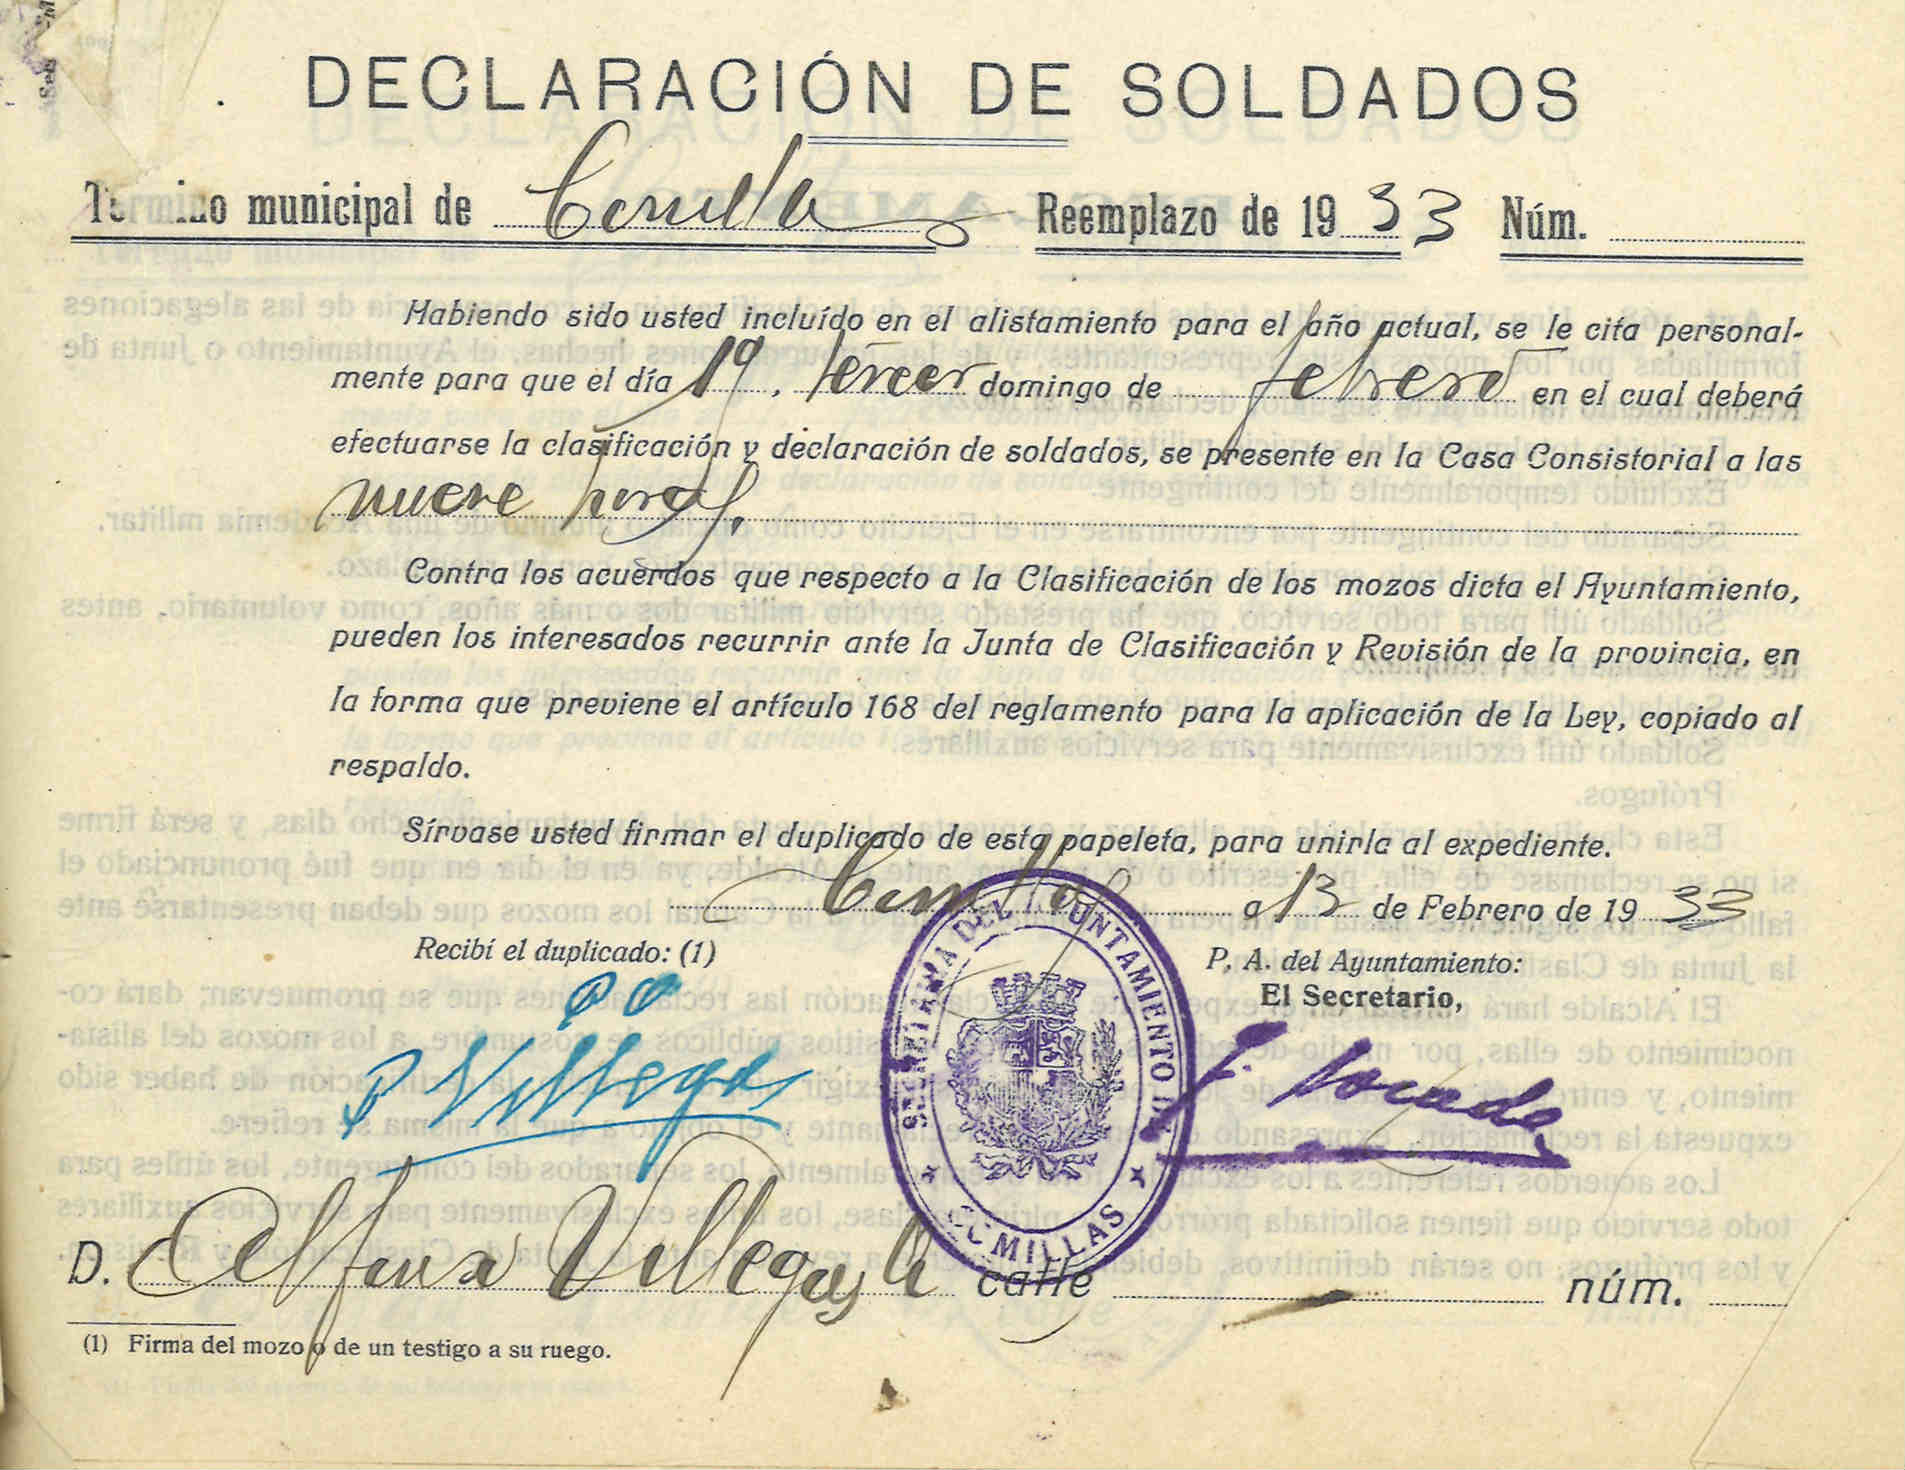 DECLARACIÓN DE SOLDADOS
Término municipal de Comillas Reemplazo de 1933 Núm.
Habiendo sido usted incluído en el alistamiento para el año actual, se le cita personal-
mente para que el día 19, tercer domingo de febrero en el cual deberá
efectuarse la clasificación y declaración de soldados, se presente en la Casa Consistorial a las
nueve horas.
Contra los acuerdos que respecto a la Clasificación de los mozos dicta el Ayuntamiento,
pueden los interesados recurrir ante la Junta de Clasificación y Revisión de la provincia, en
la forma que previene el artículo 168 del reglamento para la aplicación de la Ley, copiado al
respaldo.
Sírvase usted firmar el duplicado de esta papeleta, para unirla al expediente.
Comillas a 13 de Febrero de 1933
Recibí el duplicado: (1)
P. A. del Ayuntamiento:
El Secretario,
PO
P Villegas
SECRETARIA DEL AYUNTAMIENTO DE
COMILLAS
D. Alfonso Villegas calle núm.
(1) Firma del mozo o de un testigo a su ruego.